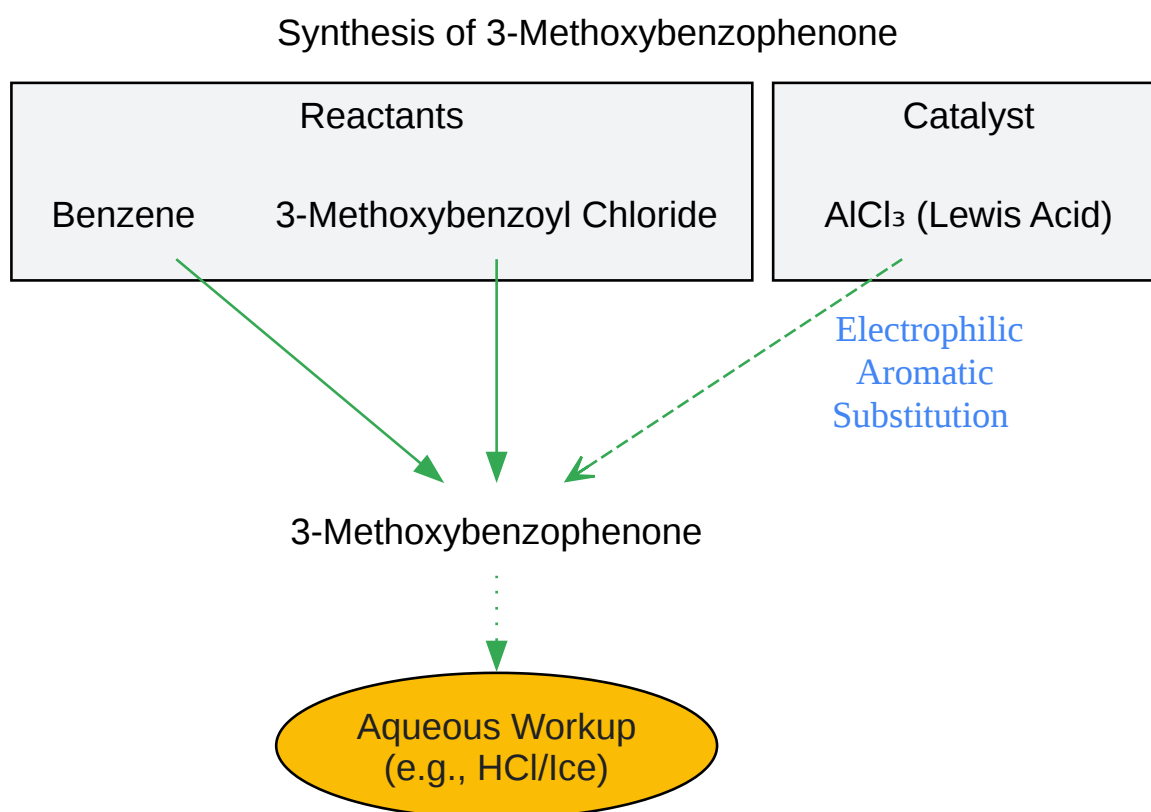 Synthesis of 3-Methoxybenzophenone
Reactants
Catalyst
Benzene
3-Methoxybenzoyl Chloride
AlCl₃ (Lewis Acid)
Electrophilic
Aromatic
Substitution
3-Methoxybenzophenone
Aqueous Workup
(e.g., HCl/Ice)